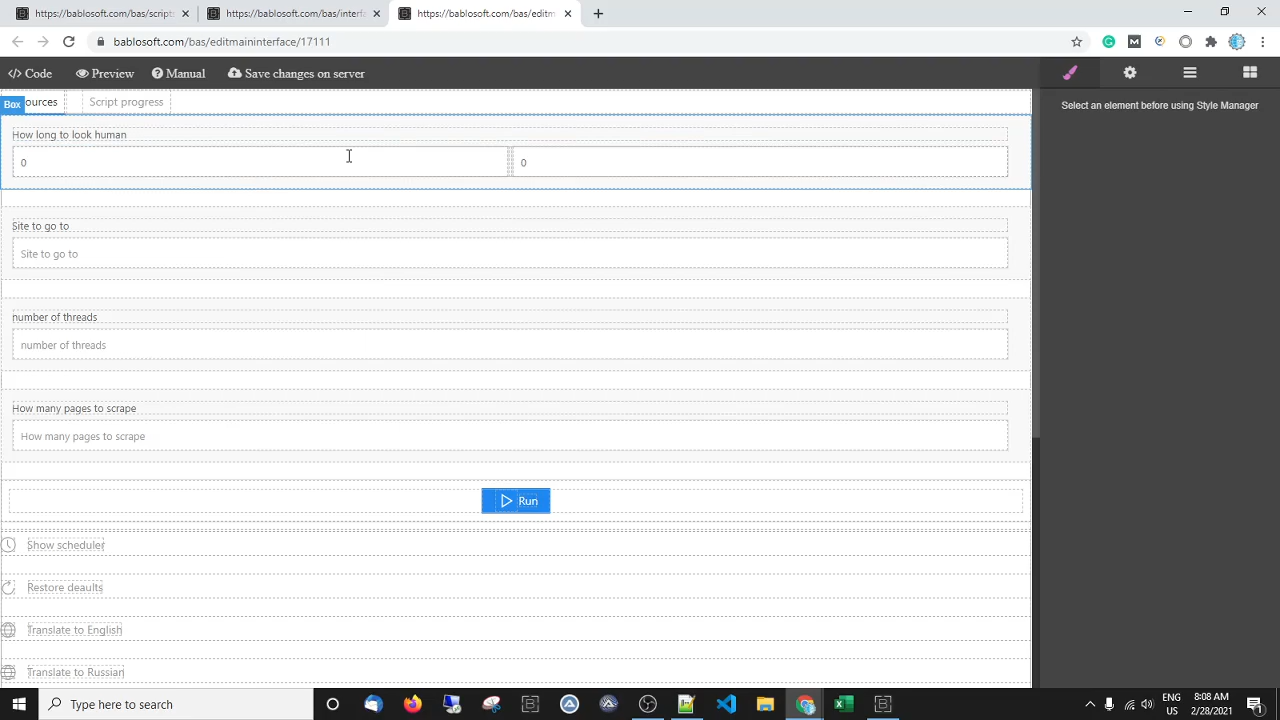 https://bablosoft.com/bas/scripts
https://bablosoft.com/bas/interfa
https://bablosoft.com/bas/editm
bablosoft.com/bas/editmaininterface/17111
</> Code
Preview
Manual
Save changes on server
Box
ources
Script progress
Select an element before using Style Manager
How long to look human
0
0
Site to go to
Site to go to
number of threads
number of threads
How many pages to scrape
How many pages to scrape
Run
Show scheduler
Restore deaults
Translate to English
Translate to Russian
Type here to search
ENG
US
8:08 AM
2/28/2021